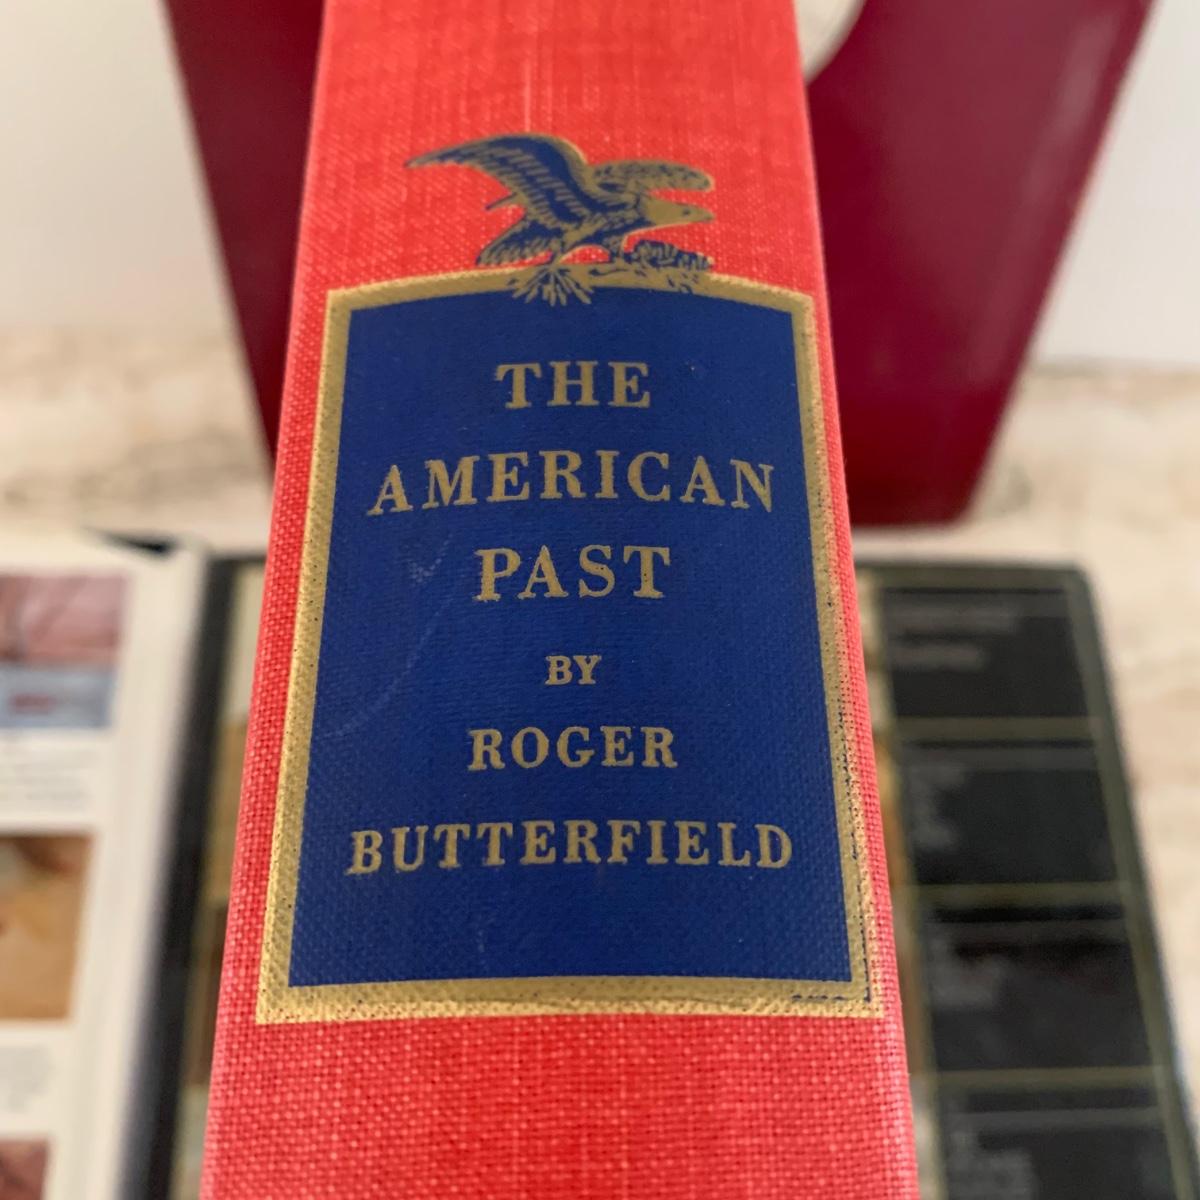 THE
AMERICAN
PAST
BY
ROGER
BUTTERFIELD